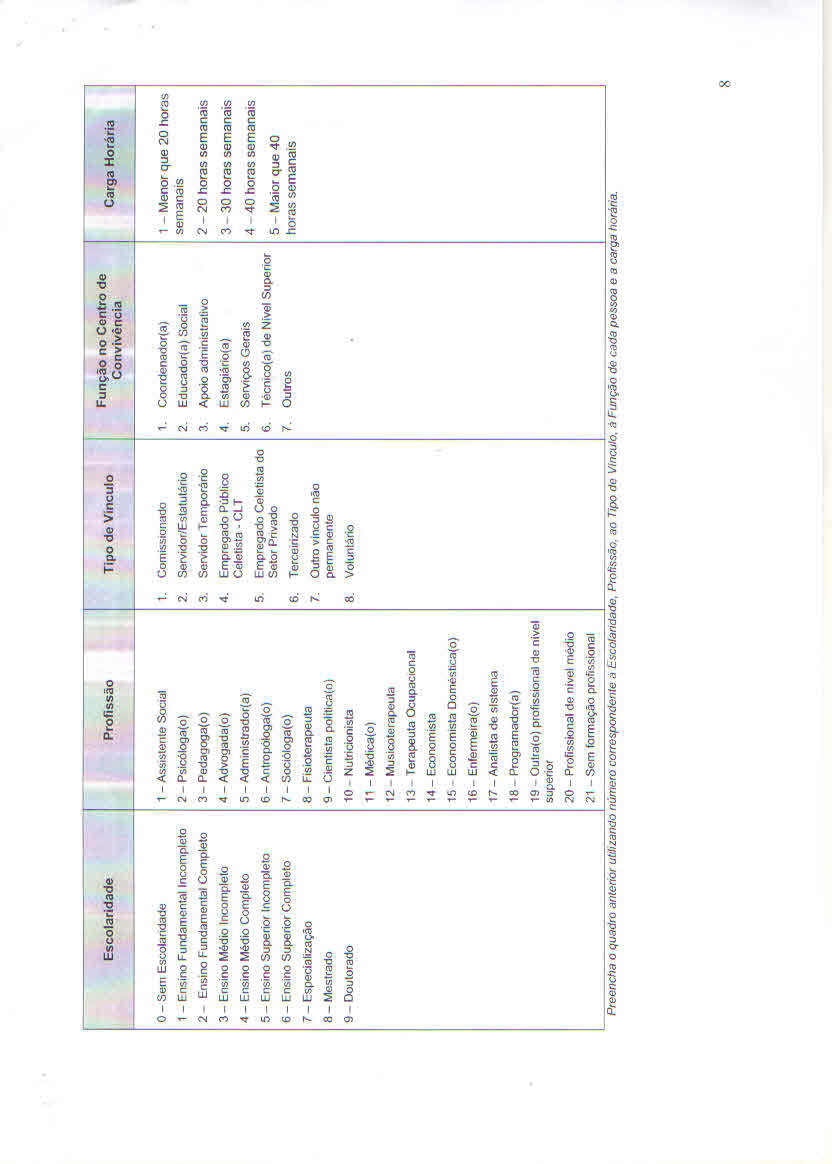 Escolaridade
0 – Sem Escolaridade
1 – Ensino Fundamental Incompleto
2 – Ensino Fundamental Completo
3 – Ensino Médio Incompleto
4 – Ensino Médio Completo
5 – Ensino Superior Incompleto
6 – Ensino Superior Completo
7 – Especialização
8 – Mestrado
9 – Doutorado
Profissão
1 – Assistente Social
2 – Psicóloga(o)
3 – Pedagoga(o)
4 – Advogada(o)
5 – Administrador(a)
6 – Antropóloga(o)
7 – Socióloga(o)
8 – Fisioterapeuta
9 – Cientista política(o)
10 – Nutricionista
11 – Médica(o)
12 – Musicoterapeuta
13 – Terapeuta Ocupacional
14 – Economista
15 – Economista Doméstica(o)
16 – Enfermeira(o)
17 – Analista de sistema
18 – Programador(a)
19 – Outra(o) profissional de nível
superior
20 – Profissional de nível médio
21 – Sem formação profissional
Tipo de Vínculo
1. Comissionado
2. Servidor/Estatutário
3. Servidor Temporário
4. Empregado Público
Celetista - CLT
5. Empregado Celetista do
Setor Privado
6. Terceirizado
7. Outro vínculo não
permanente
8. Voluntário
Função no Centro de
Convivência
1. Coordenador(a)
2. Educador(a) Social
3. Apoio administrativo
4. Estagiário(a)
5. Serviços Gerais
6. Técnico(a) de Nível Superior
7. Outros
Carga Horária
1 – Menor que 20 horas
semanais
2 – 20 horas semanais
3 – 30 horas semanais
4 – 40 horas semanais
5 – Maior que 40
horas semanais
Preencha o quadro anterior utilizando número correspondente à Escolaridade, Profissão, ao Tipo de Vínculo, à Função de cada pessoa e a carga horária.
8